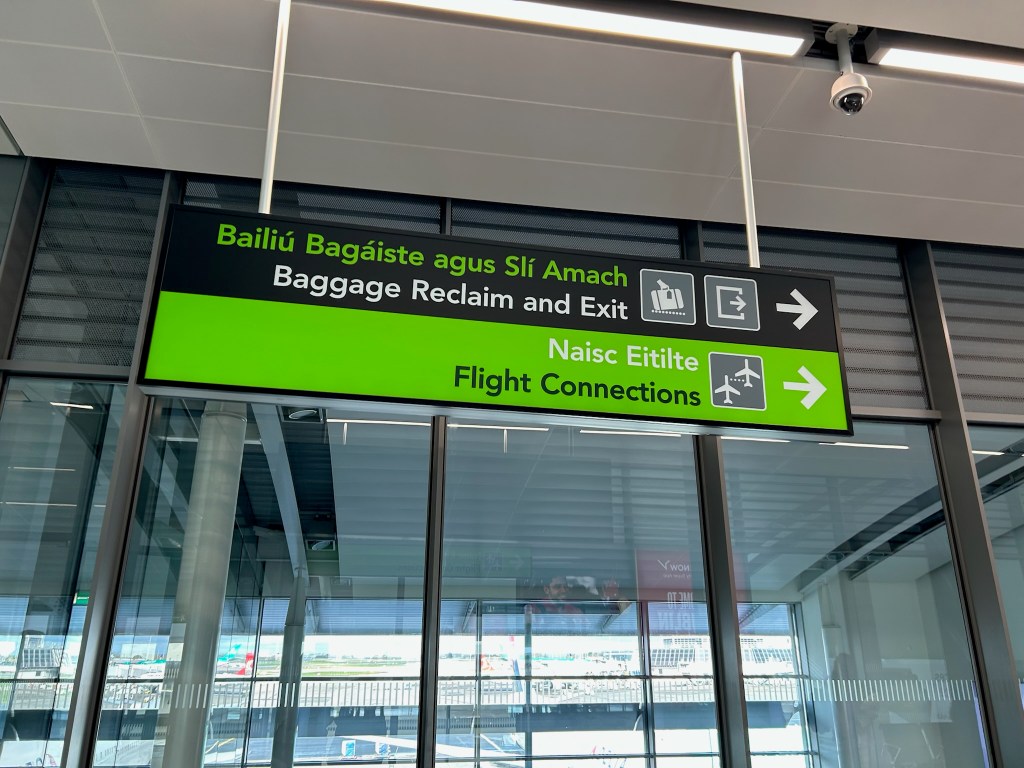 Bailiú Bagáiste agus Slí Amach
Baggage Reclaim and Exit
Naisc Eitilte
Flight Connections